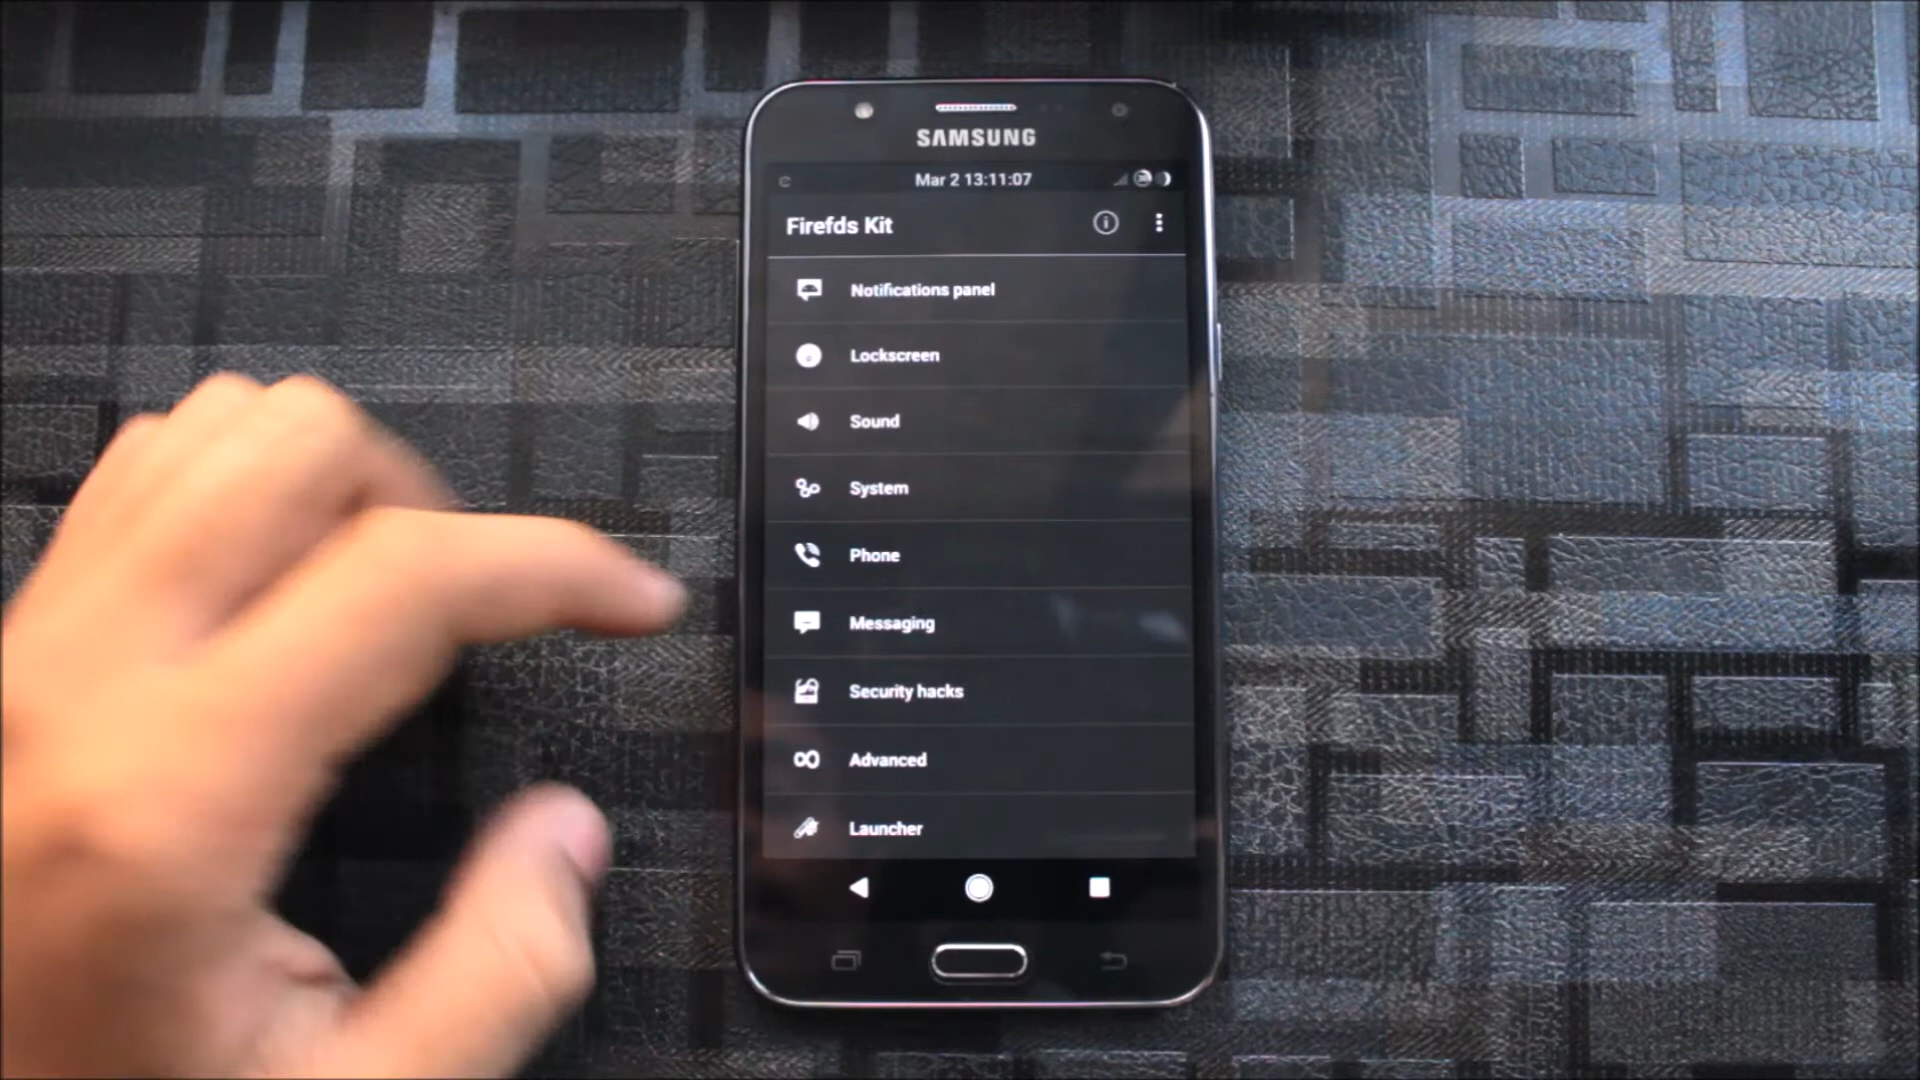 SAMSUNG
Mar 2 13:11:07
Firefds Kit
Notifications panel
Lockscreen
Sound
System
Phone
Messaging
Security hacks
Advanced
Launcher